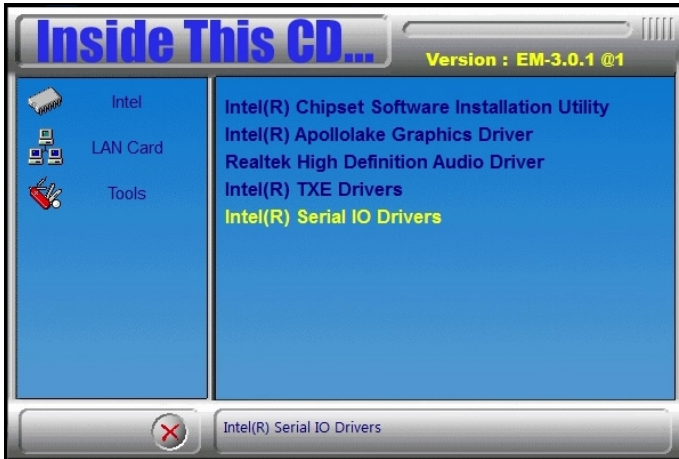 Inside This CD...
Version : EM-3.0.1 @1
Intel
LAN Card
Tools
Intel(R) Chipset Software Installation Utility
Intel(R) Apollolake Graphics Driver
Realtek High Definition Audio Driver
Intel(R) TXE Drivers
Intel(R) Serial IO Drivers
Intel(R) Serial IO Drivers